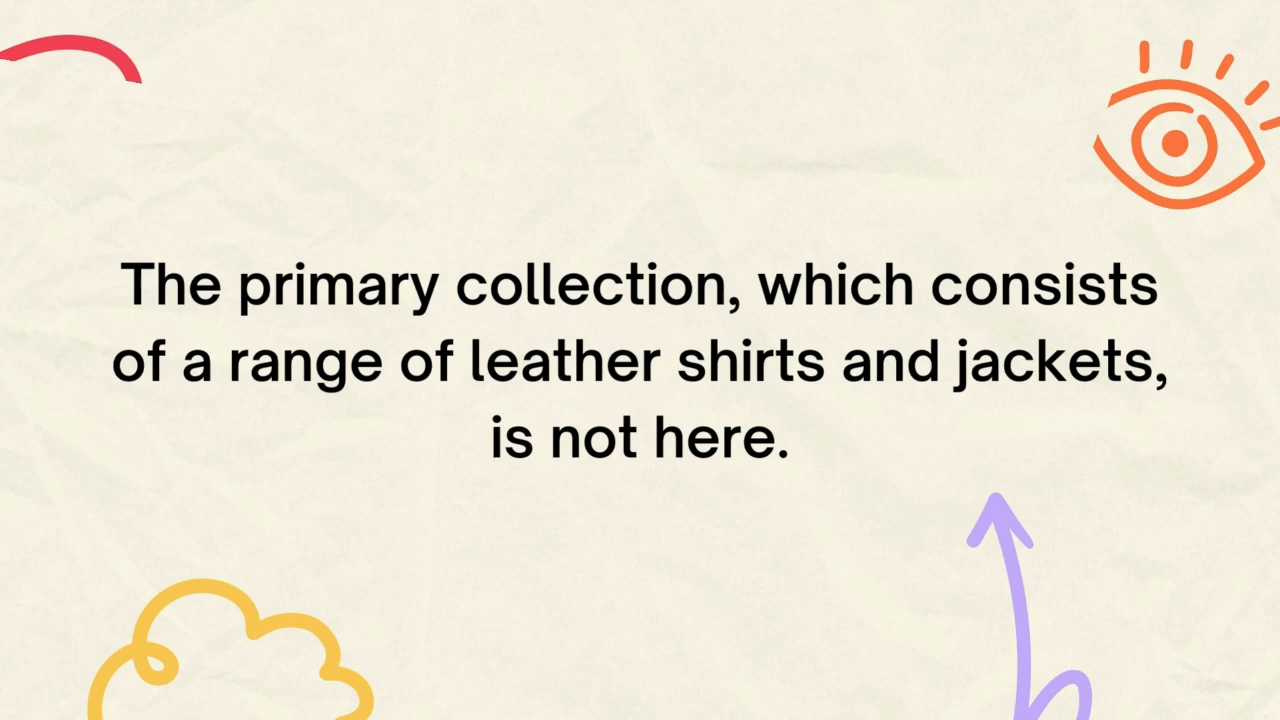 The primary collection, which consists
of a range of leather shirts and jackets,
is not here.